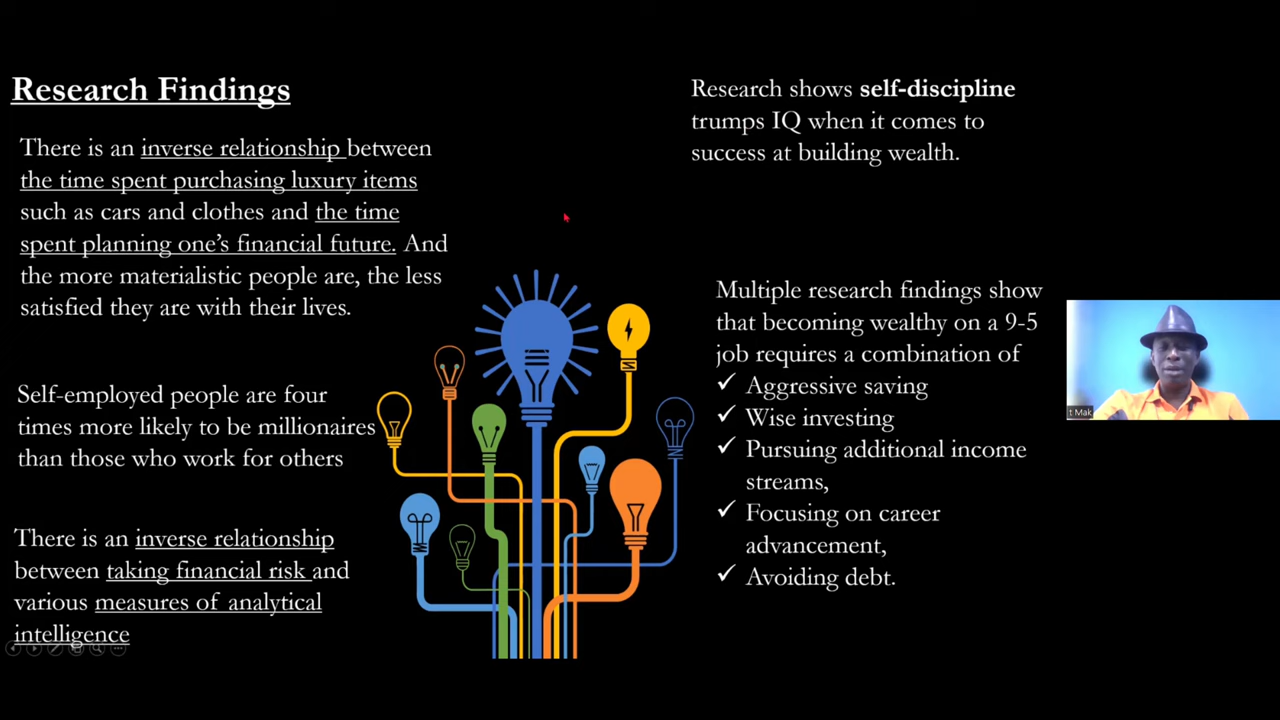 Research Findings
There is an inverse relationship between
the time spent purchasing luxury items
such as cars and clothes and the time
spent planning one's financial future. And
the more materialistic people are, the less
satisfied they are with their lives.
Self-employed people are four
times more likely to be millionaires
than those who work for others
There is an inverse relationship
between taking financial risk and
various measures of analytical
intelligence
Research shows self-discipline
trumps IQ when it comes to
success at building wealth.
Multiple research findings show
that becoming wealthy on a 9-5
job requires a combination of
✓ Aggressive saving
✓ Wise investing
✓ Pursuing additional income
streams,
✓ Focusing on career
advancement,
✓ Avoiding debt.
t Mak